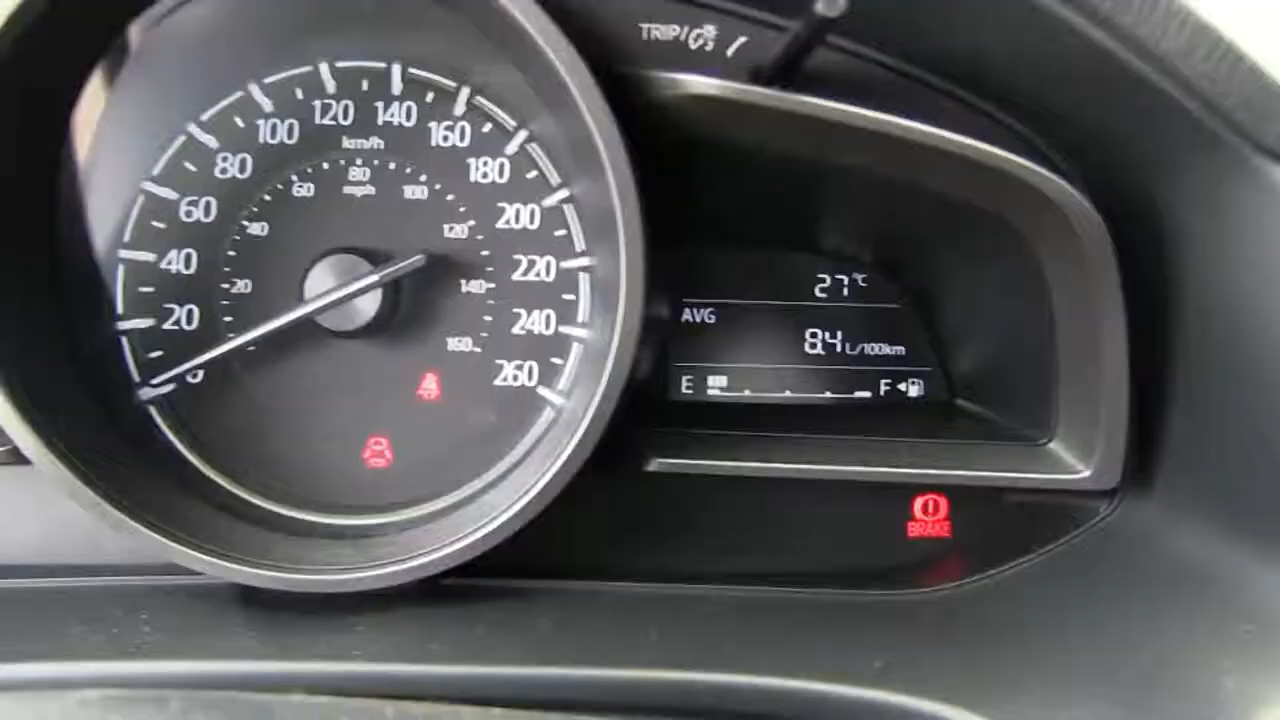 TRIP/
120 140
100 160
km/h
80 180
80
60 mph 100
60 200
40 120
40 220
20 140
20 240
160
0 260
27°C
AVG
8.4 L/100km
E F
BRAKE